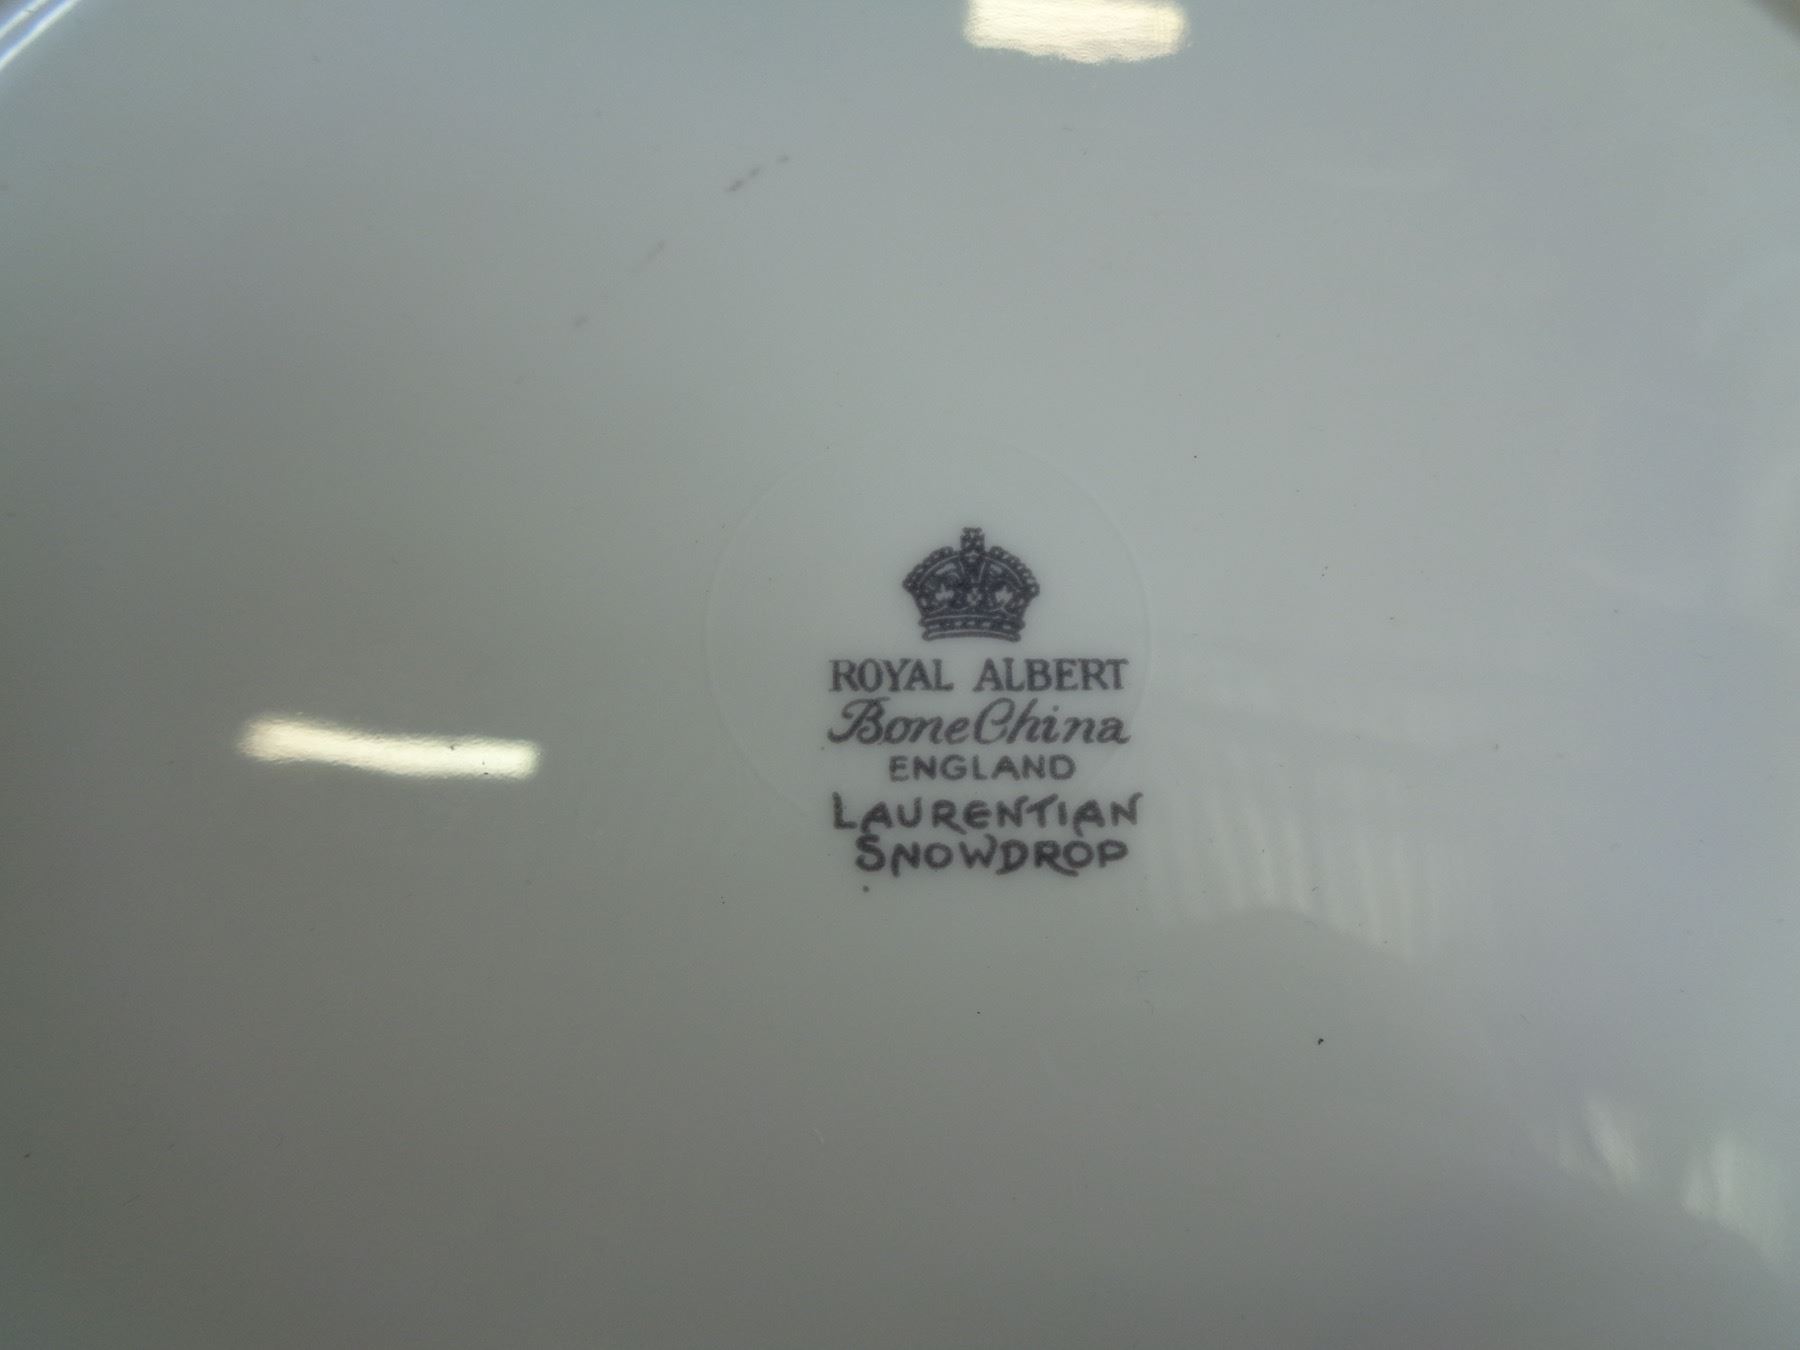 ROYAL ALBERT
Bone China
ENGLAND
LAURENTIAN
SNOWDROP